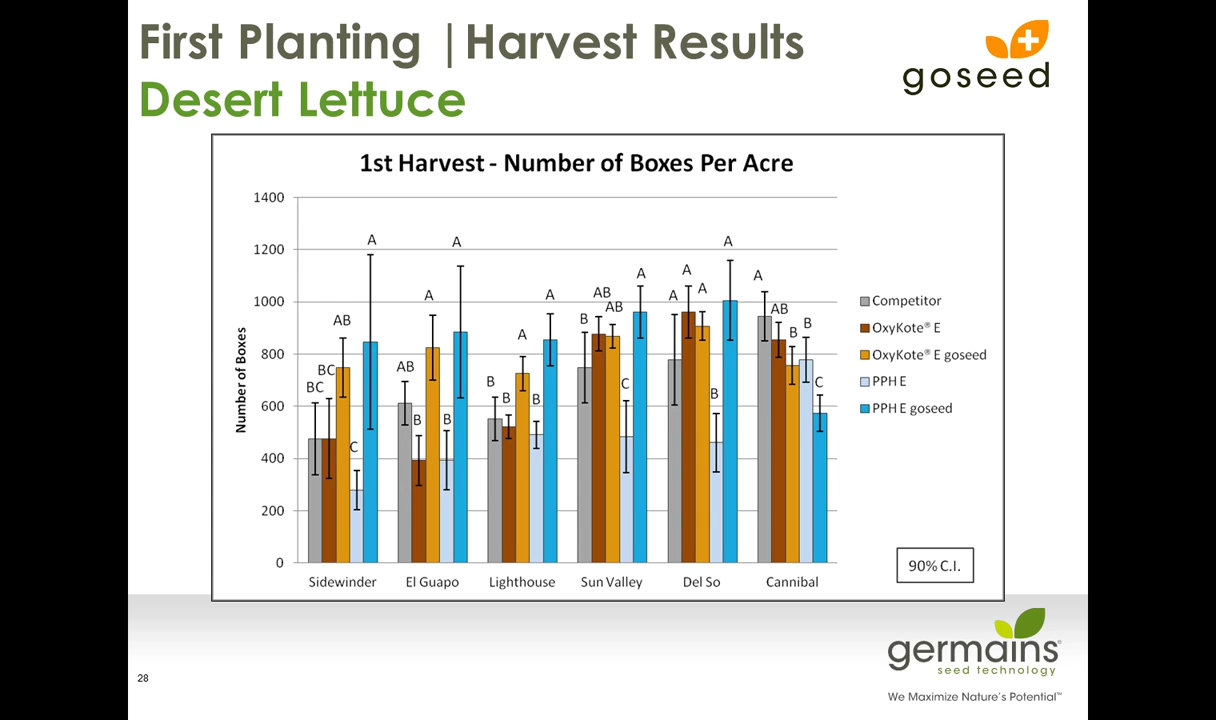 First Planting | Harvest Results
Desert Lettuce
goseed
1st Harvest - Number of Boxes Per Acre
Number of Boxes
1400
1200
1000
800
600
400
200
0
BC BC AB C A
AB B A B A
B B A B A
B AB AB C A
A A A B A
A AB B B C
Sidewinder El Guapo Lighthouse Sun Valley Del So Cannibal
Competitor
OxyKote® E
OxyKote® E goseed
PPH E
PPH E goseed
90% C.I.
germains®
seed technology
We Maximize Nature's Potential™
28